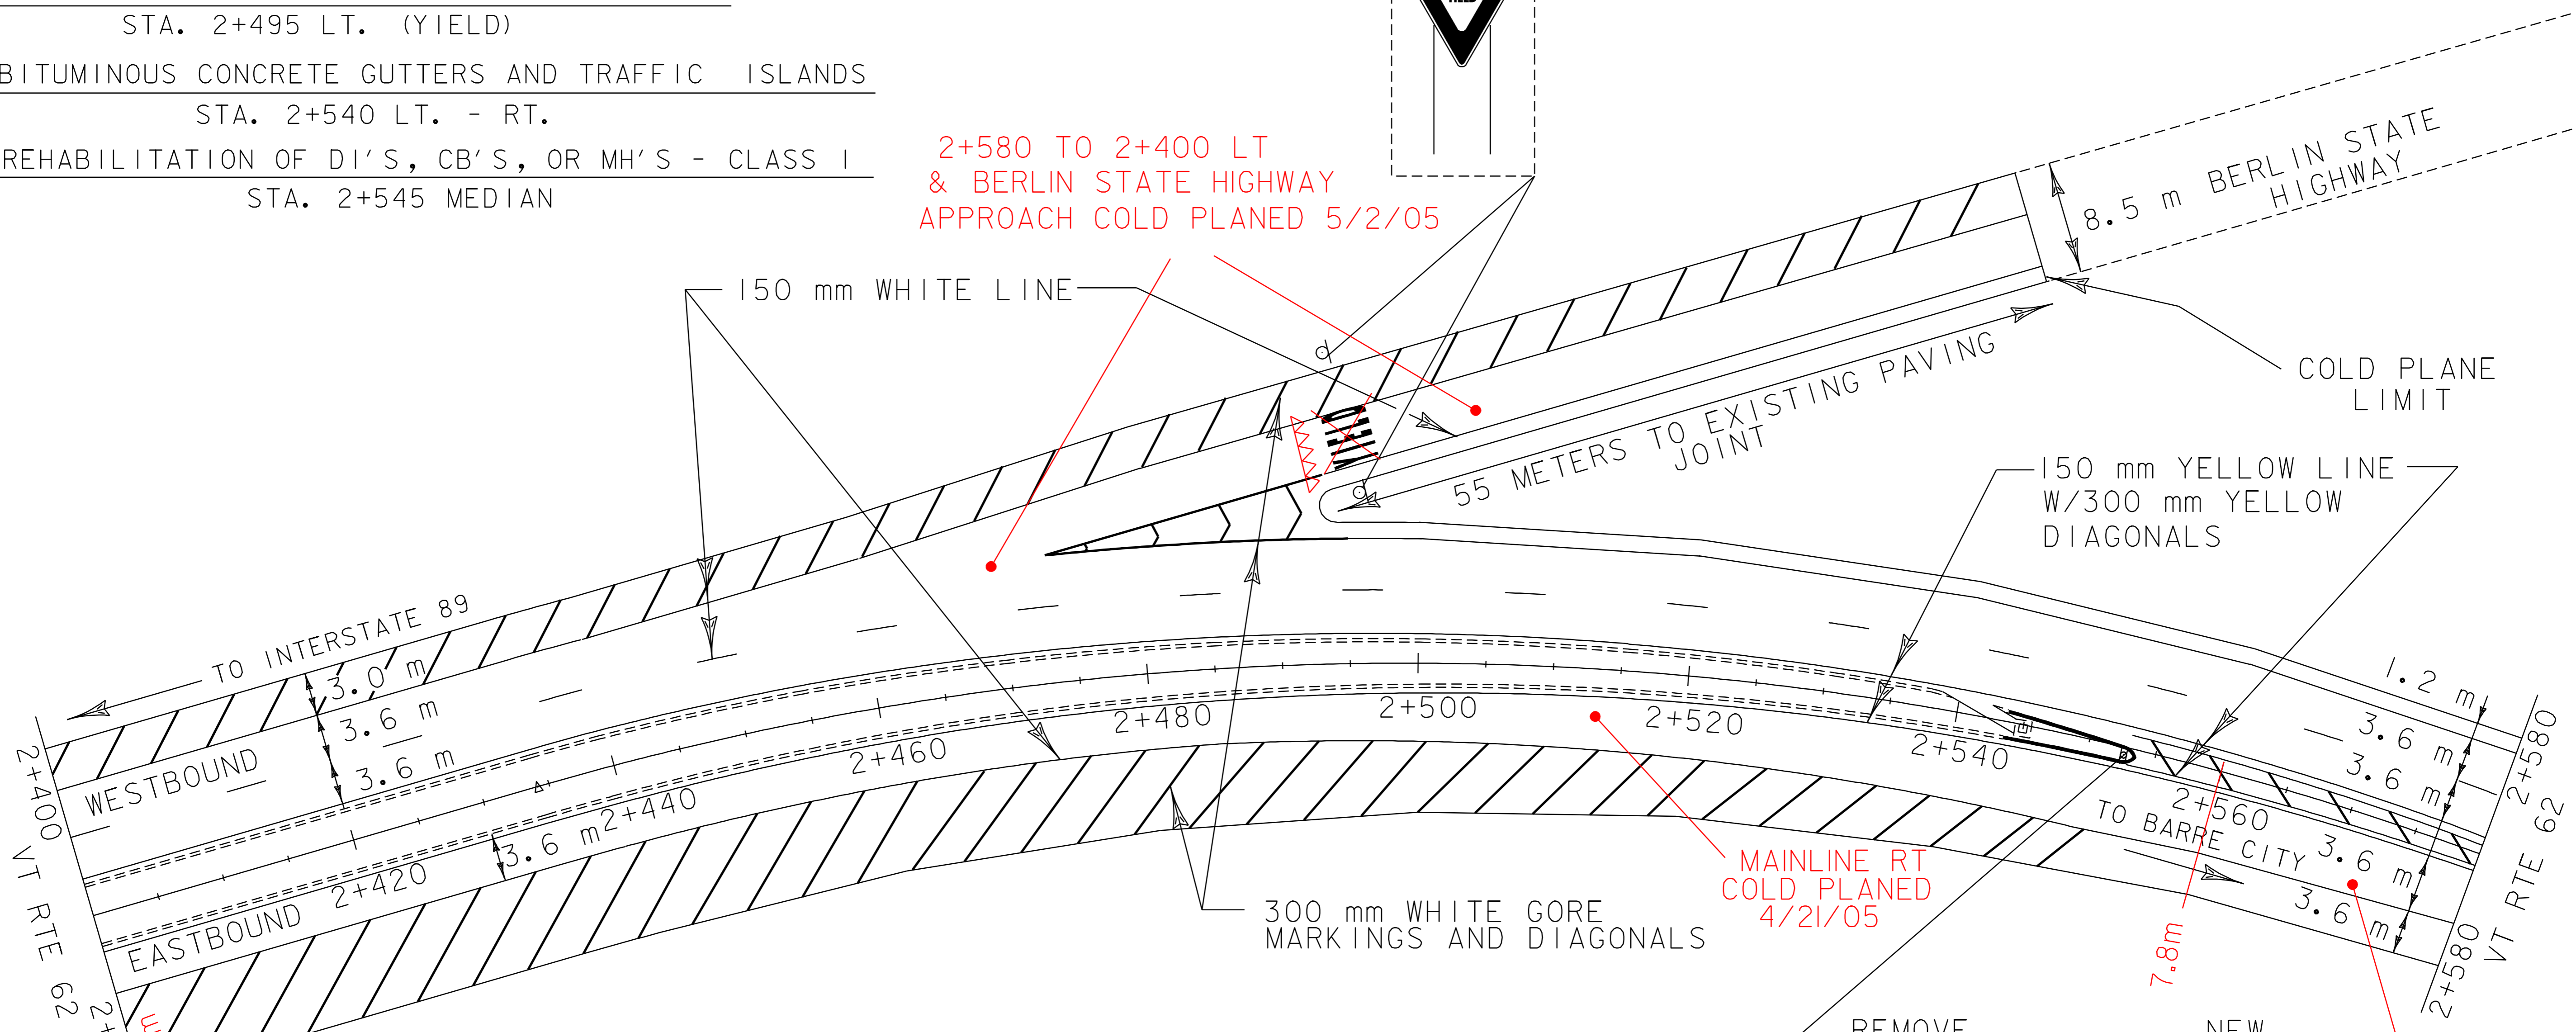 STA. 2+495 LT. (YIELD)
BITUMINOUS CONCRETE GUTTERS AND TRAFFIC ISLANDS
STA. 2+540 LT. - RT.
REHABILITATION OF DI'S, CB'S, OR MH'S - CLASS I
STA. 2+545 MEDIAN
2+580 TO 2+400 LT
& BERLIN STATE HIGHWAY
APPROACH COLD PLANED 5/2/05
8.5 m BERLIN STATE
HIGHWAY
150 mm WHITE LINE
COLD PLANE
LIMIT
55 METERS TO EXISTING PAVING
JOINT
150 mm YELLOW LINE
W/300 mm YELLOW
DIAGONALS
TO INTERSTATE 89
3.0 m
3.6 m
3.6 m
WESTBOUND
2+400
VT RTE 62
EASTBOUND
2+420
3.6 m
2+440
2+460
2+480
2+500
2+520
2+540
2+560
TO BARRE CITY
1.2 m
3.6 m
3.6 m
3.6 m
3.6 m
2+580
VT RTE 62
2+580
MAINLINE RT
COLD PLANED
4/21/05
7.8m
300 mm WHITE GORE
MARKINGS AND DIAGONALS
REMOVE
NEW